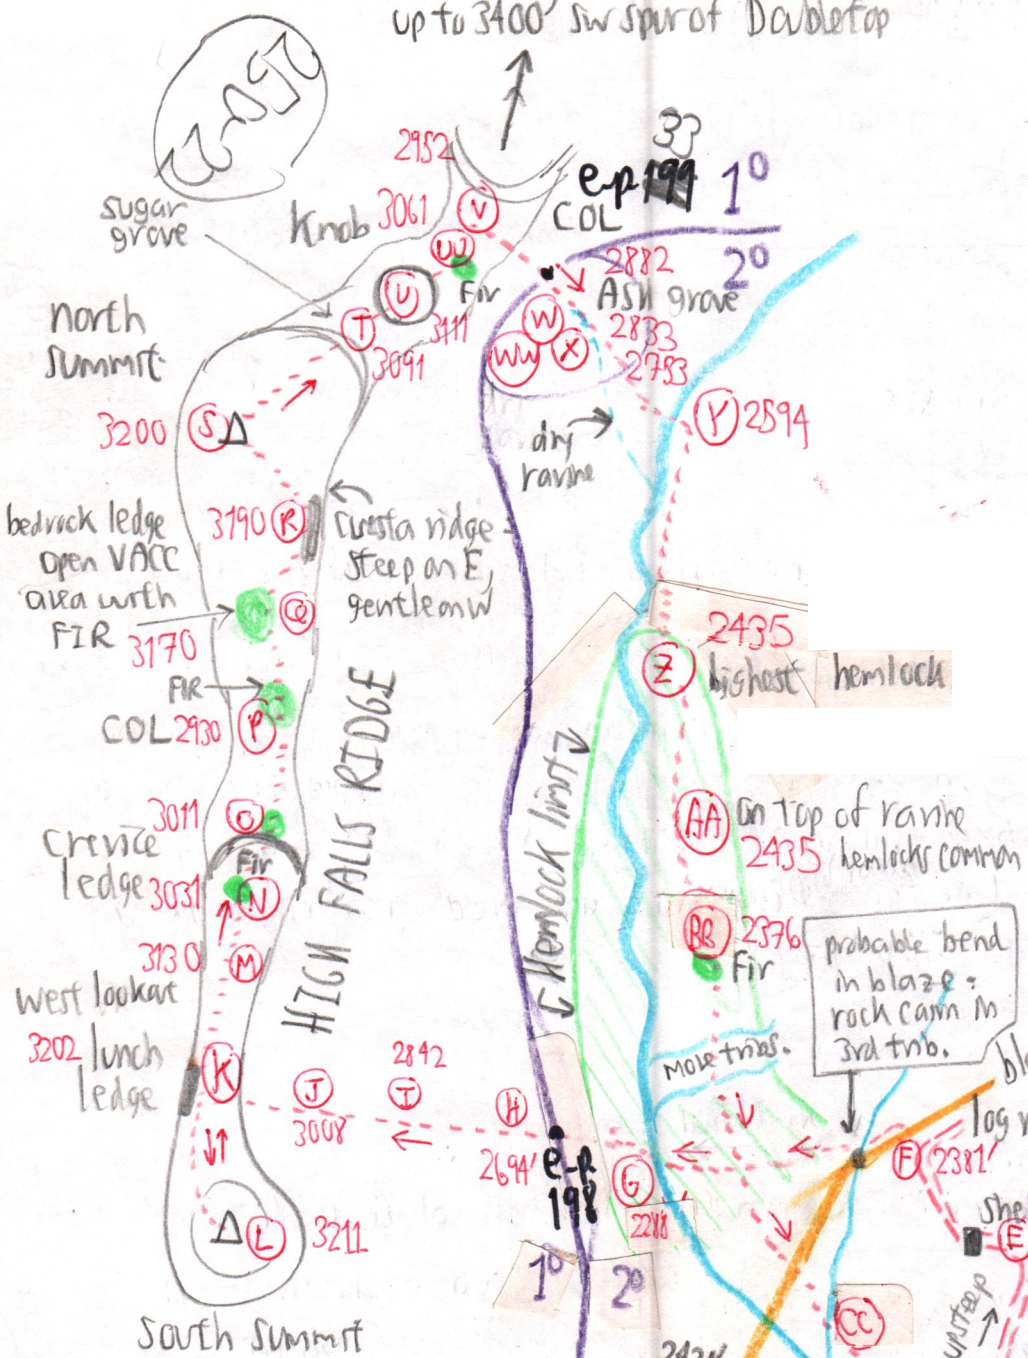 up to 3400' SW spur of Doubletop
2952
33
e-p 199
1°
COL
2°
sugar
grove
Knob
3061
V
UU
U
Fir
3111
2882
ASH grove
W
2833
WW
X
2783
north
summit
T
3091
3200
S
Y
2594
dry
ravine
bedrock ledge
open VACC
area with
FIR
3190
R
Cuesta ridge
steep on E,
gentle on W
Q
3170
2435
Z
highest hemlock
FIR
COL 2930
P
HIGH FALLS RIDGE
Hemlock limit
3011
O
Crevice
ledge
Fir
3031
N
AA
on top of ravine
2435 hemlocks common
BB
2376
Fir
3130
M
west lookout
3202 lunch
ledge
K
J
3008
2842
I
H
2694'
e-p
198
More tribs.
probable bend
in blaze =
rock cairn in
3rd trib.
G
2288
log
F
2381'
she
E
upsteep
L
3211
1°
2°
CC
South Summit